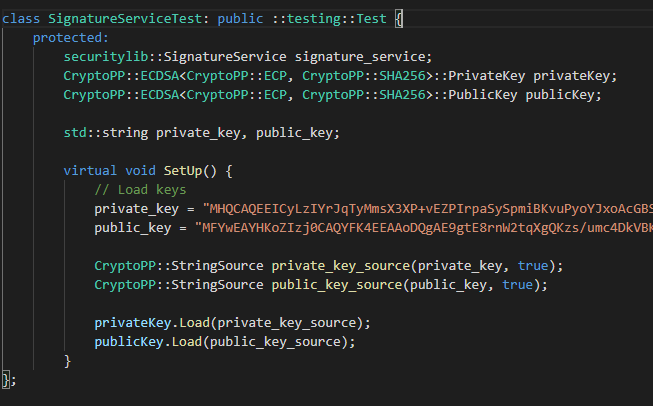 class SignatureServiceTest: public ::testing::Test {
protected:
securitylib::SignatureService signature_service;
CryptoPP::ECDSA<CryptoPP::ECP, CryptoPP::SHA256>::PrivateKey privateKey;
CryptoPP::ECDSA<CryptoPP::ECP, CryptoPP::SHA256>::PublicKey publicKey;
std::string private_key, public_key;
virtual void SetUp() {
// Load keys
private_key = "MHQCAQEEICyLzIYrJqTyMmsX3XP+vEZPIrpaSySpmiBKvuPyoYJxoAcGBS
public_key = "MFYwEAYHKoZIzj0CAQYFK4EEAAoDQgAE9gtE8rnW2tqXgQKzs/umc4DkVBK
CryptoPP::StringSource private_key_source(private_key, true);
CryptoPP::StringSource public_key_source(public_key, true);
privateKey.Load(private_key_source);
publicKey.Load(public_key_source);
}
};